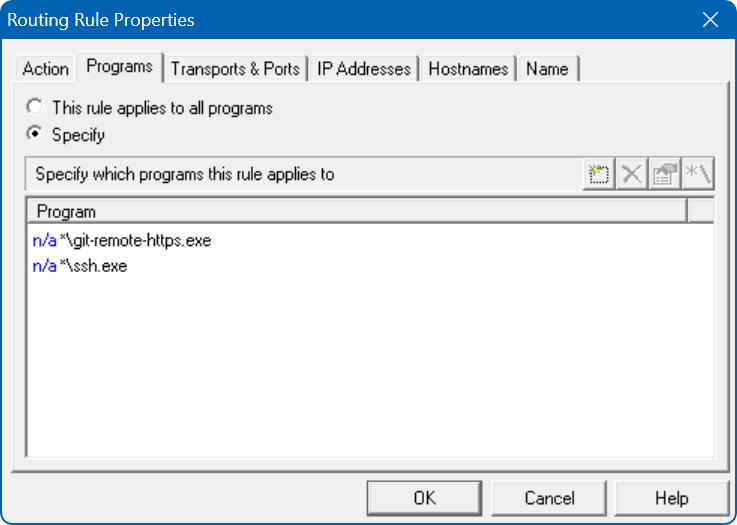 Routing Rule Properties
Action Programs Transports & Ports IP Addresses Hostnames Name
This rule applies to all programs
Specify
Specify which programs this rule applies to
*\
Program
n/a *\git-remote-https.exe
n/a *\ssh.exe
OK Cancel Help